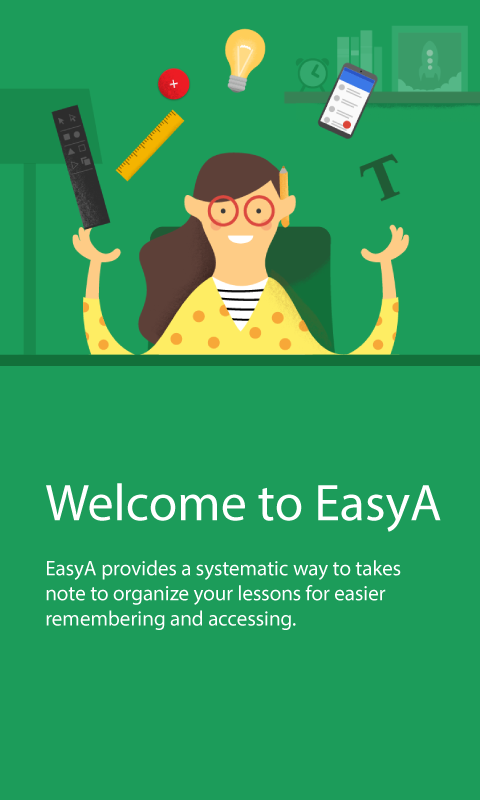 T
Welcome to EasyA
EasyA provides a systematic way to takes
note to organize your lessons for easier
remembering and accessing.